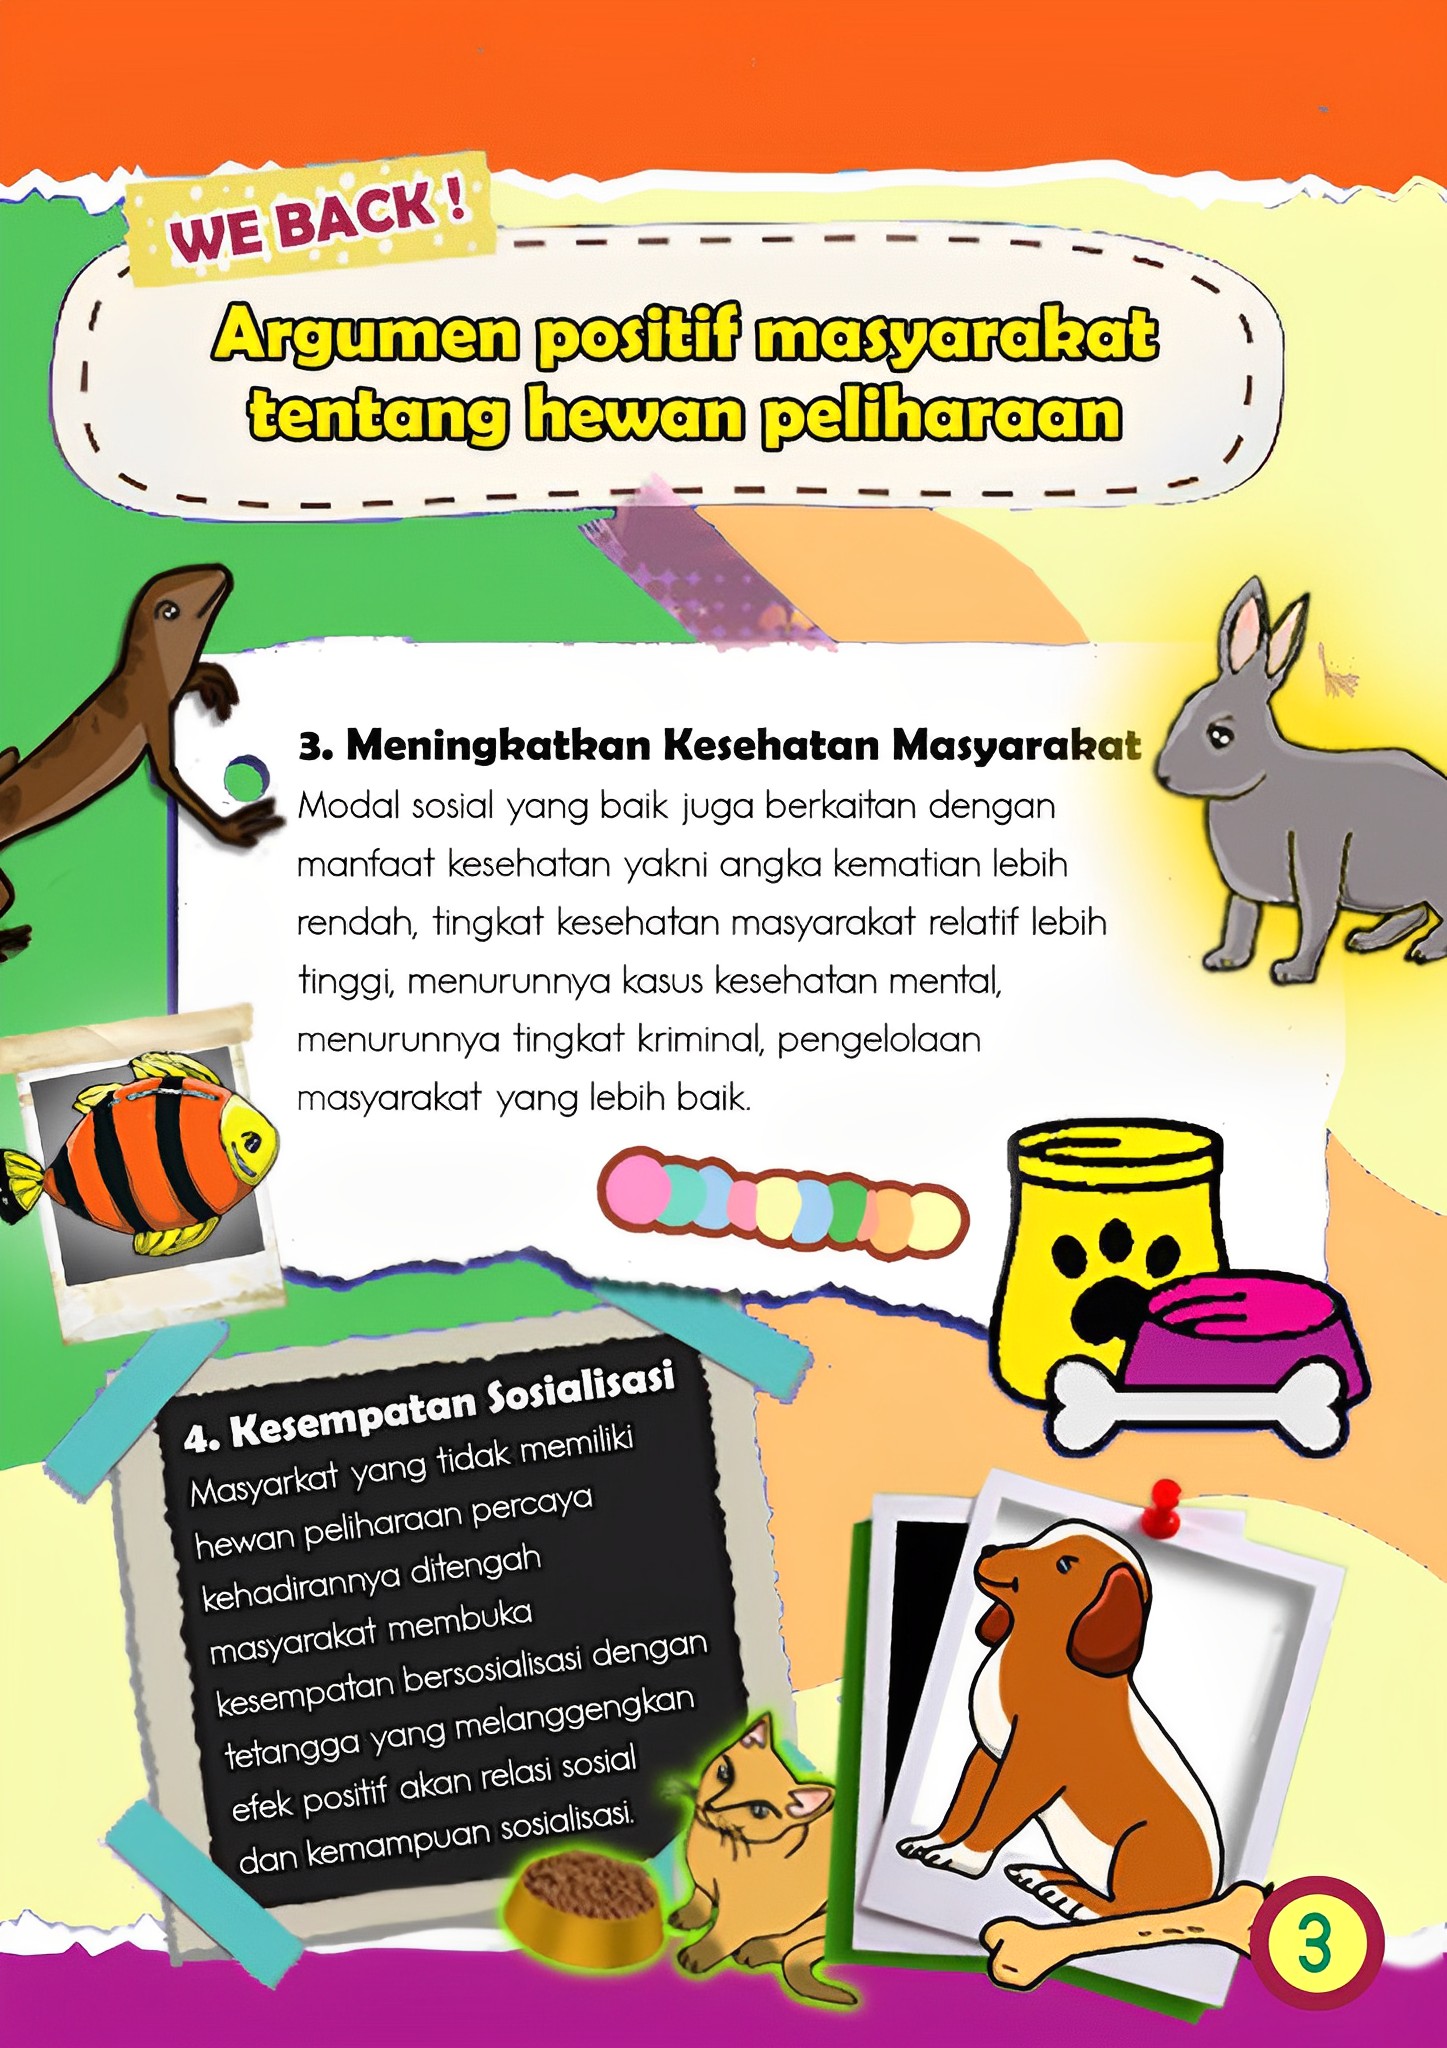 WE BACK !
Argumen positif masyarakat
tentang hewan peliharaan
3. Meningkatkan Kesehatan Masyarakat
Modal sosial yang baik juga berkaitan dengan
manfaat kesehatan yakni angka kematian lebih
rendah, tingkat kesehatan masyarakat relatif lebih
tinggi, menurunnya kasus kesehatan mental,
menurunnya tingkat kriminal, pengelolaan
masyarakat yang lebih baik.
4. Kesempatan Sosialisasi
Masyarkat yang tidak memiliki
hewan peliharaan percaya
kehadirannya ditengah
masyarakat membuka
kesempatan bersosialisasi dengan
tetangga yang melanggengkan
efek positif akan relasi sosial
dan kemampuan sosialisasi.
3